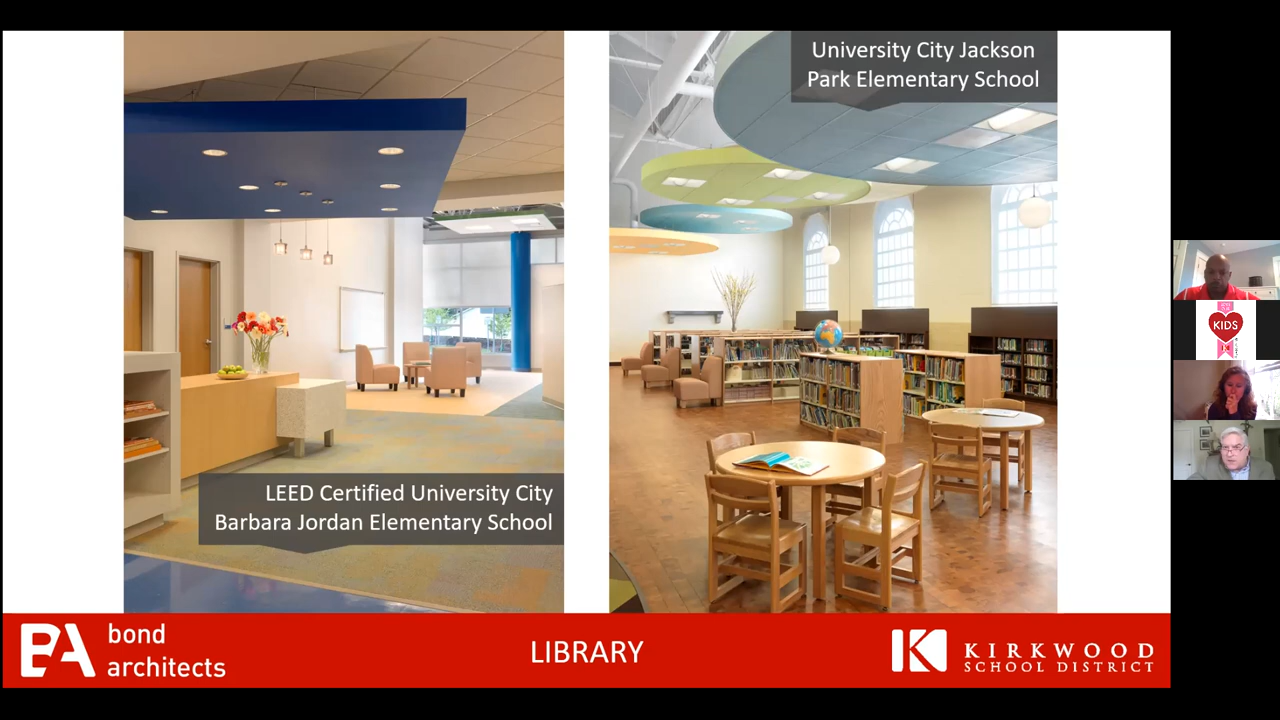 University City Jackson
Park Elementary School
LEED Certified University City
Barbara Jordan Elementary School
BA bond
architects
LIBRARY
K KIRKWOOD
SCHOOL DISTRICT
KIDS